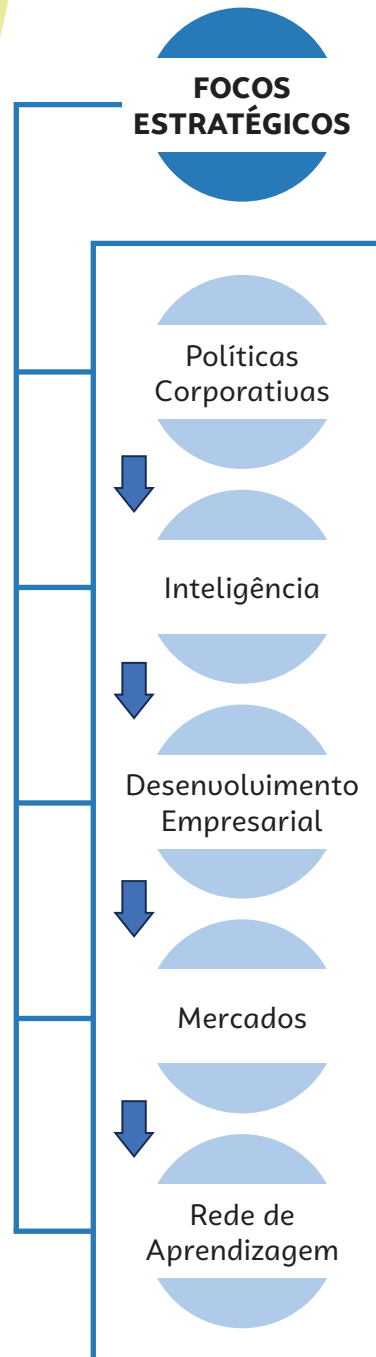 FOCOS
ESTRATÉGICOS
Políticas
Corporativas
Inteligência
Desenvolvimento
Empresarial
Mercados
Rede de
Aprendizagem